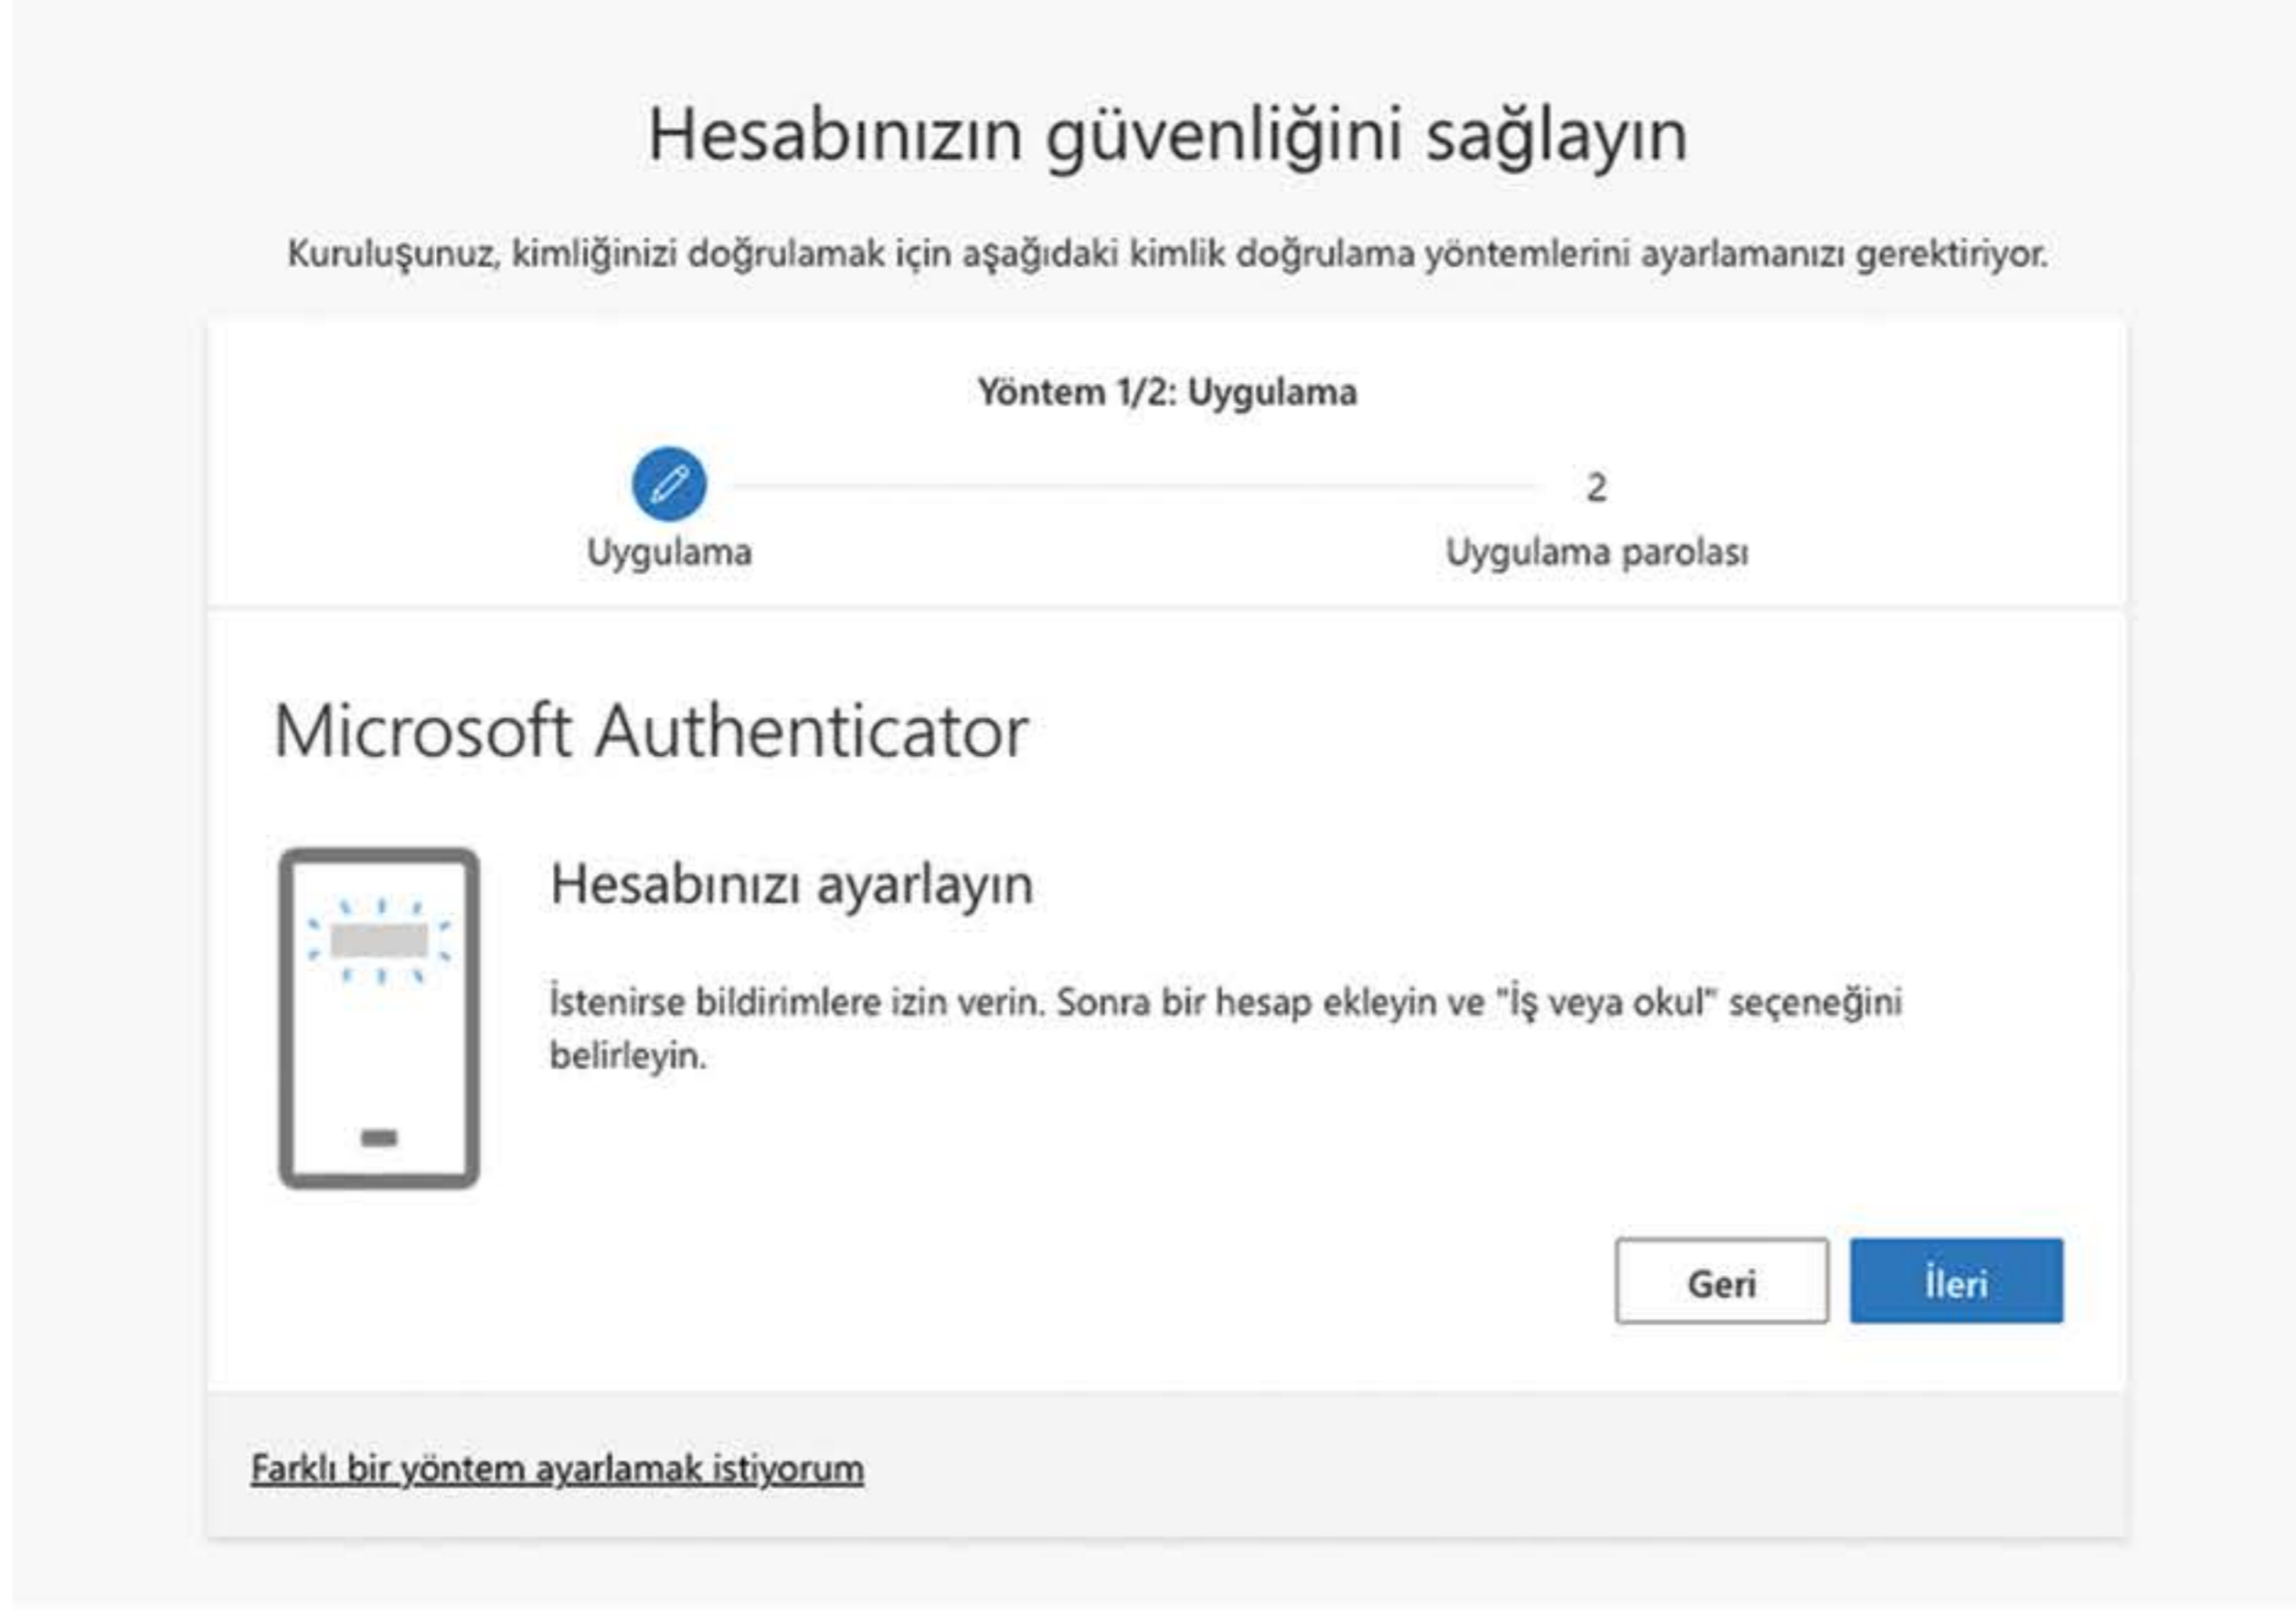 Hesabınızın güvenliğini sağlayın
Kuruluşunuz, kimliğinizi doğrulamak için aşağıdaki kimlik doğrulama yöntemlerini ayarlamanızı gerektiriyor.
Yöntem 1/2: Uygulama
2
Uygulama
Uygulama parolası
Microsoft Authenticator
Hesabınızı ayarlayın
İstenirse bildirimlere izin verin. Sonra bir hesap ekleyin ve "İş veya okul" seçeneğini
belirleyin.
Geri
İleri
Farklı bir yöntem ayarlamak istiyorum